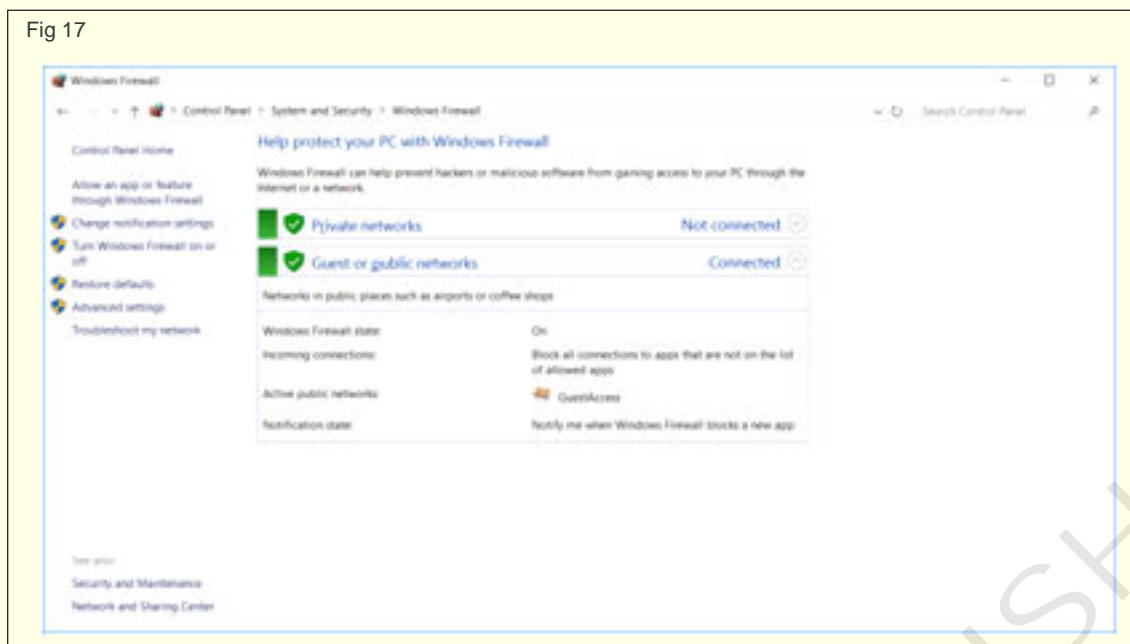 Fig 17
Windows Firewall
Control Panel > System and Security > Windows Firewall
Search Control Panel
Control Panel Home
Allow an app or feature
through Windows Firewall
Change notification settings
Turn Windows Firewall on or
off
Restore defaults
Advanced settings
Troubleshoot my network
Help protect your PC with Windows Firewall
Windows Firewall can help prevent hackers or malicious software from gaining access to your PC through the
Internet or a network.
Private networks
Not connected
Guest or public networks
Connected
Networks in public places such as airports or coffee shops
Windows Firewall state:
On
Incoming connections:
Block all connections to apps that are not on the list
of allowed apps
Active public networks:
GuestAccess
Notification state:
Notify me when Windows Firewall blocks a new app
See also
Security and Maintenance
Network and Sharing Center
SH